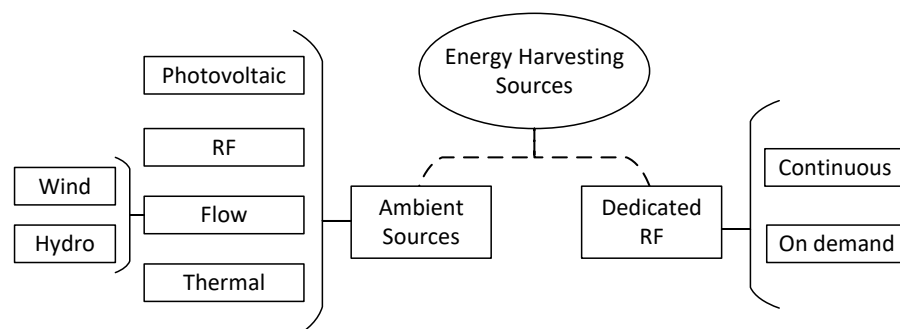 Energy Harvesting
Sources
Photovoltaic
RF
Flow
Thermal
Wind
Hydro
Ambient
Sources
Dedicated
RF
Continuous
On demand